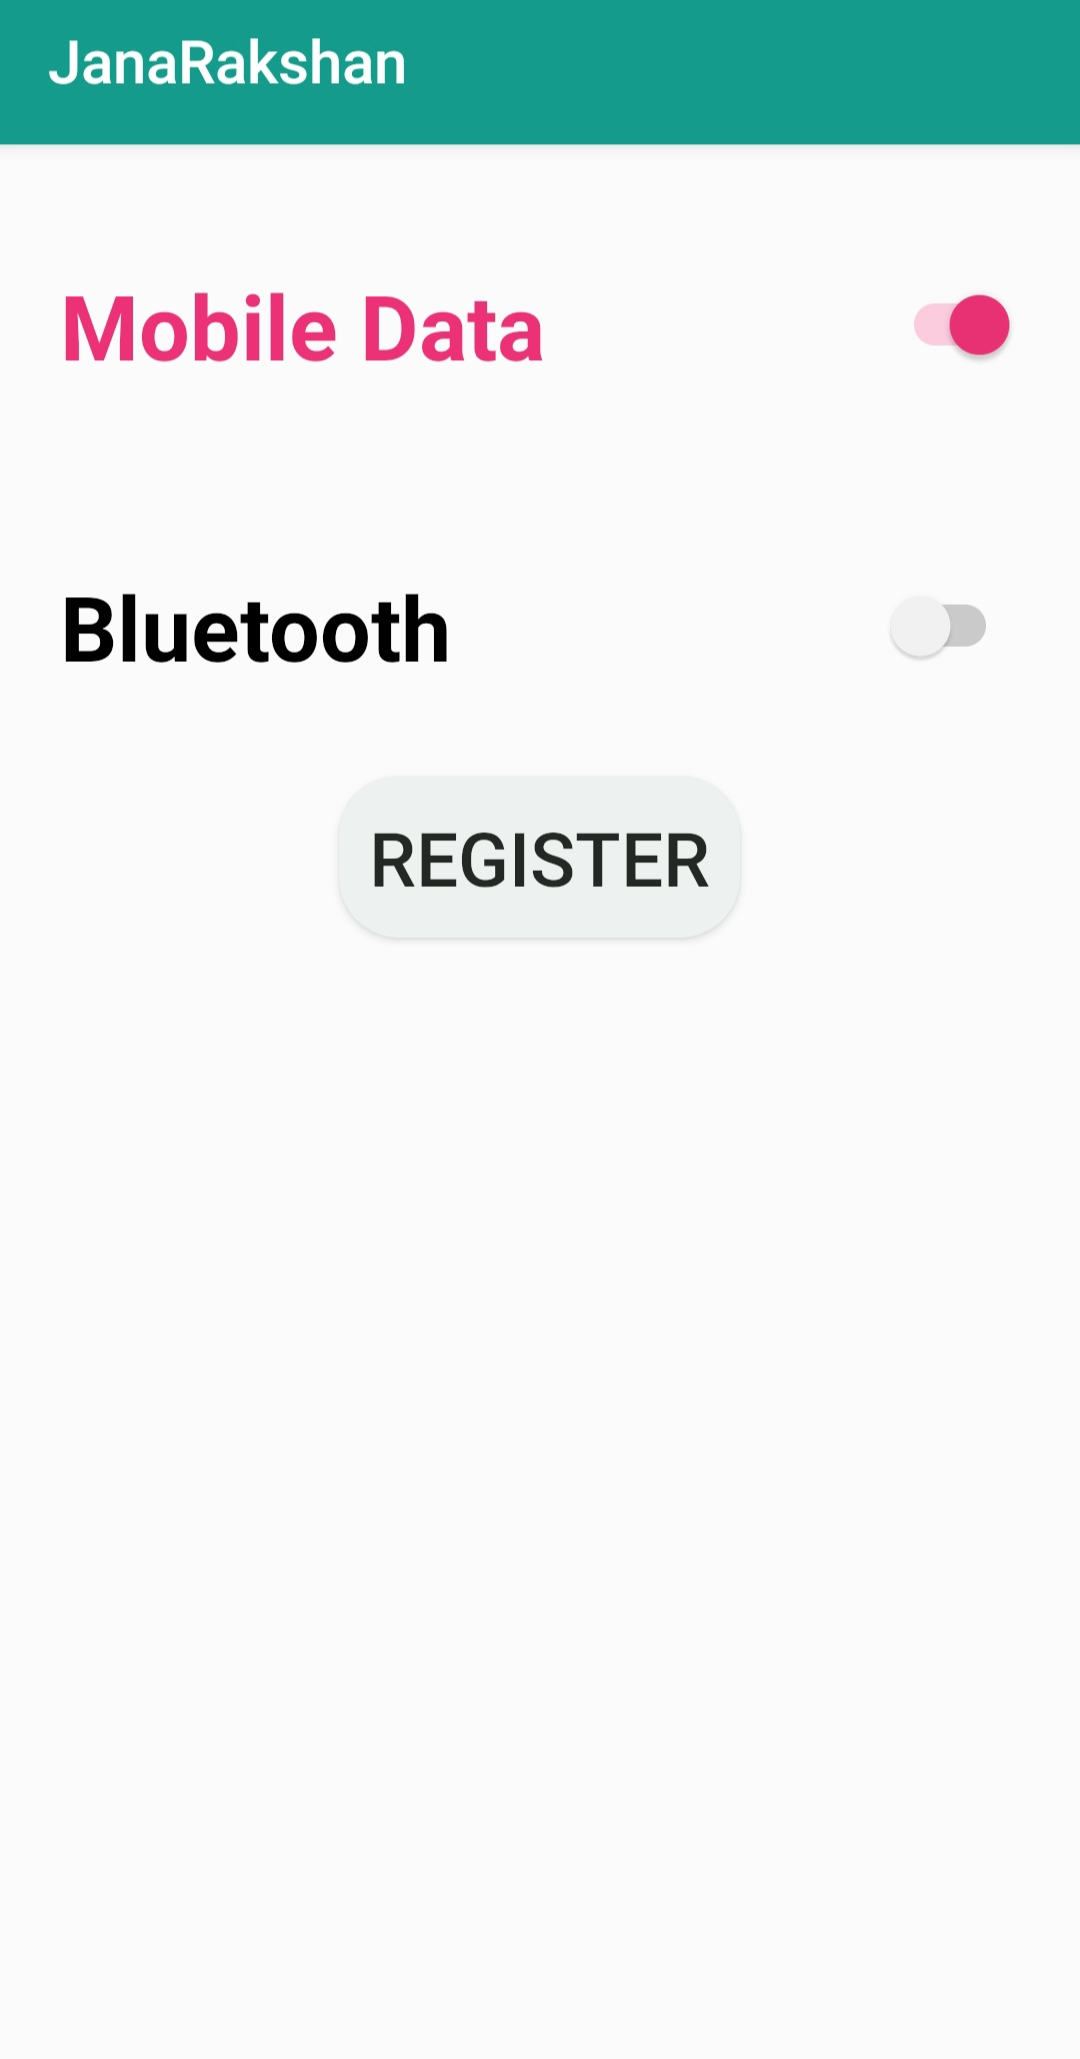 JanaRakshan
Mobile Data
Bluetooth
REGISTER